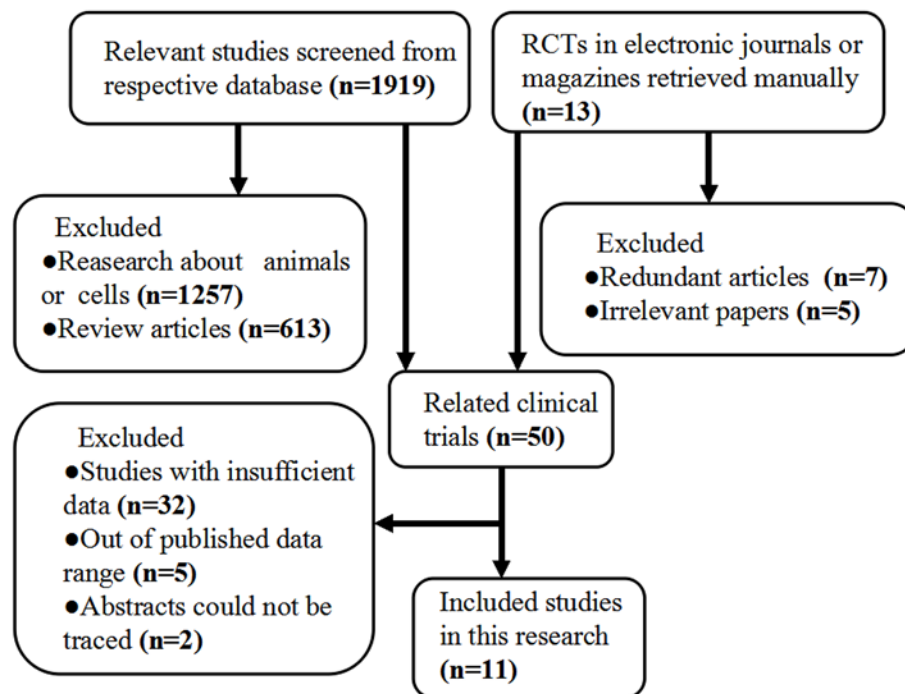 Relevant studies screened from
respective database (n=1919)
RCTs in electronic journals or
magazines retrieved manually
(n=13)
Excluded
●Reasearch about animals
or cells (n=1257)
●Review articles (n=613)
Excluded
●Redundant articles (n=7)
●Irrelevant papers (n=5)
Related clinical
trials (n=50)
Excluded
●Studies with insufficient
data (n=32)
●Out of published data
range (n=5)
●Abstracts could not be
traced (n=2)
Included studies
in this research
(n=11)